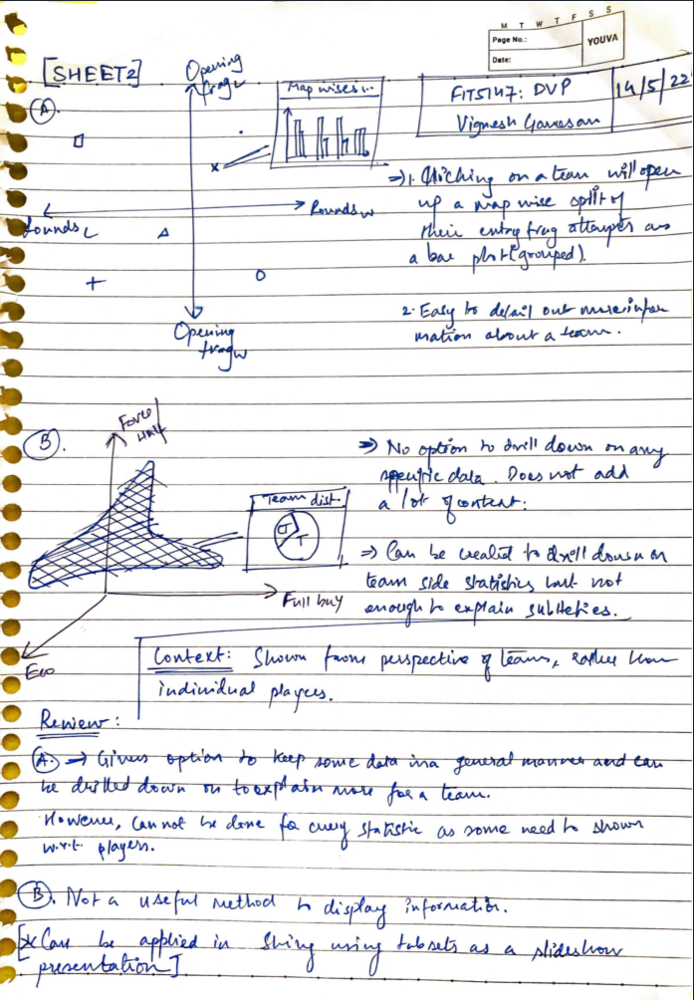 M T W T F S S
Page No.:
YOUVA
Date:
[SHEET2]
Opening
frag
Map wise
FIT5147: DVP
14/5/22
Vignesh
A.
⇒ 1. Clicking on a team will open
up a map wise split of
their entry frag attempts as
a bar plot (grouped).
Rounds L
Rounds W
2. Easy to detail out more infor
mation about a team.
Opening
frag
B.
Force/
Half
⇒ No option to drill down on any
specific data. Does not add
a lot of content.
Team dist.
CT
T
⇒ Can be created to drill down on
team side statistics but not
enough to explain subtleties.
Full buy
Eco
Context: Shown from perspective of teams, rather than
individual players.
Review:
A. → Gives option to keep some data in a general manner and can
be drilled down on to explain more for a team.
However, can not be done for every statistic as some need to shown
w.r.t. players.
B. Not a useful method to display information.
[* Can be applied in using tabsets as a slideshow
presentation]